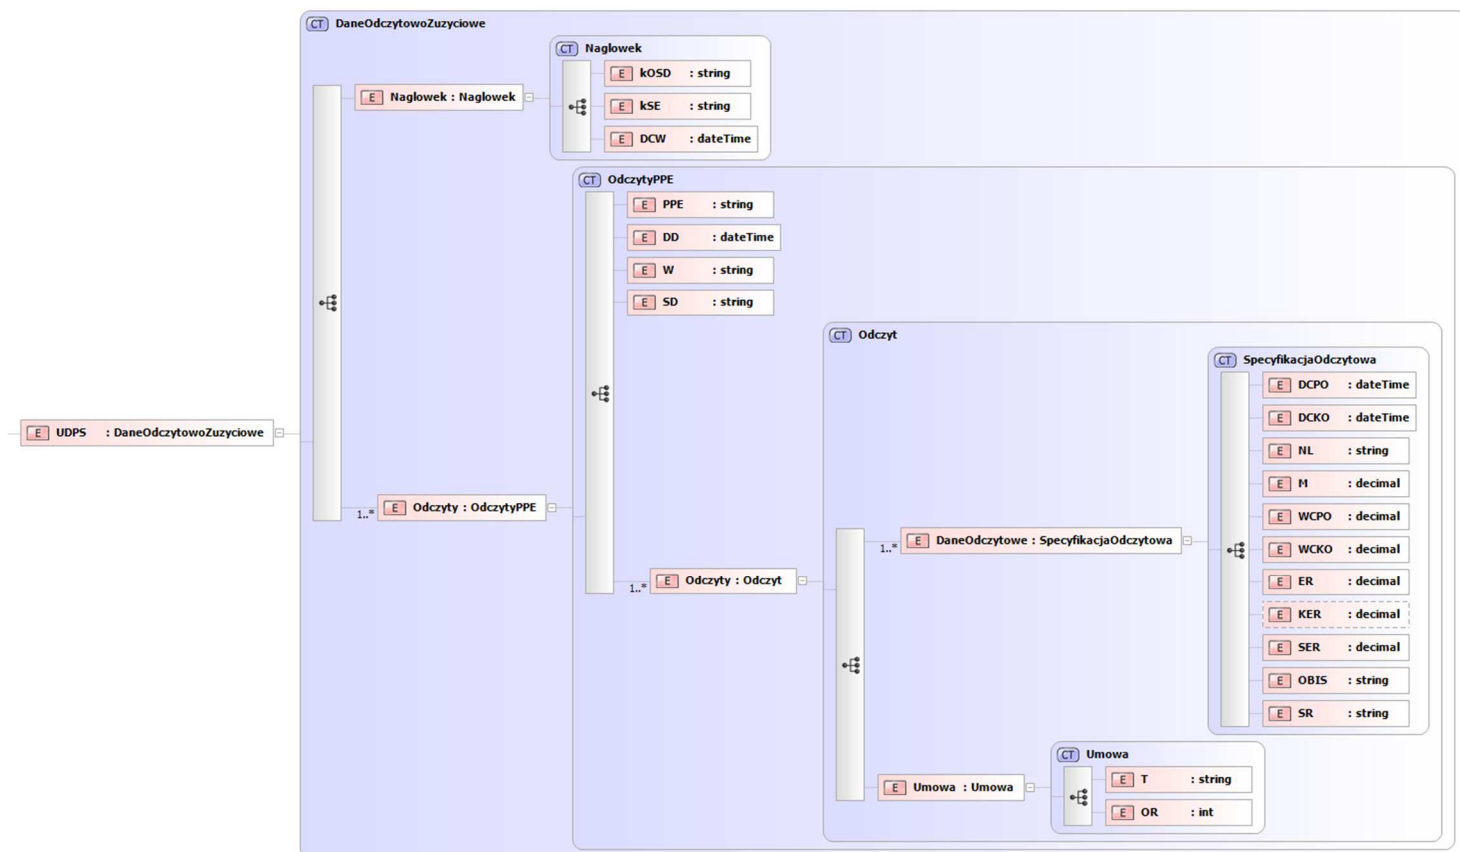 CT DaneOdczytowoZuzyciowe
CT Naglowek
E kOSD : string
E Naglowek : Naglowek
E kSE : string
E DCW : dateTime
CT OdczytyPPE
E PPE : string
E DD : dateTime
E W : string
E SD : string
CT Odczyt
CT SpecyfikacjaOdczytowa
E DCPO : dateTime
E DCKO : dateTime
E UDPS : DaneOdczytowoZuzyciowe
E NL : string
E M : decimal
1..* E Odczyty : OdczytyPPE
E WCPO : decimal
1..* E DaneOdczytowe : SpecyfikacjaOdczytowa
E WCKO : decimal
1..* E Odczyty : Odczyt
E ER : decimal
E KER : decimal
E SER : decimal
E OBIS : string
E SR : string
CT Umowa
E T : string
E Umowa : Umowa
E OR : int